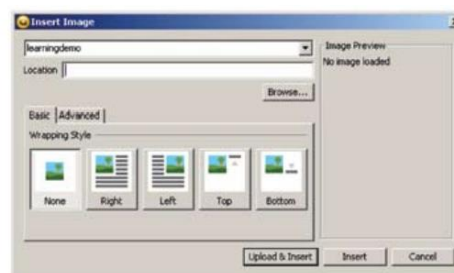 Insert Image
learningdemo
Image Preview
No image loaded
Location
Browse...
Basic
Advanced
Wrapping Style
None
Right
Left
Top
Bottom
Upload & Insert
Insert
Cancel